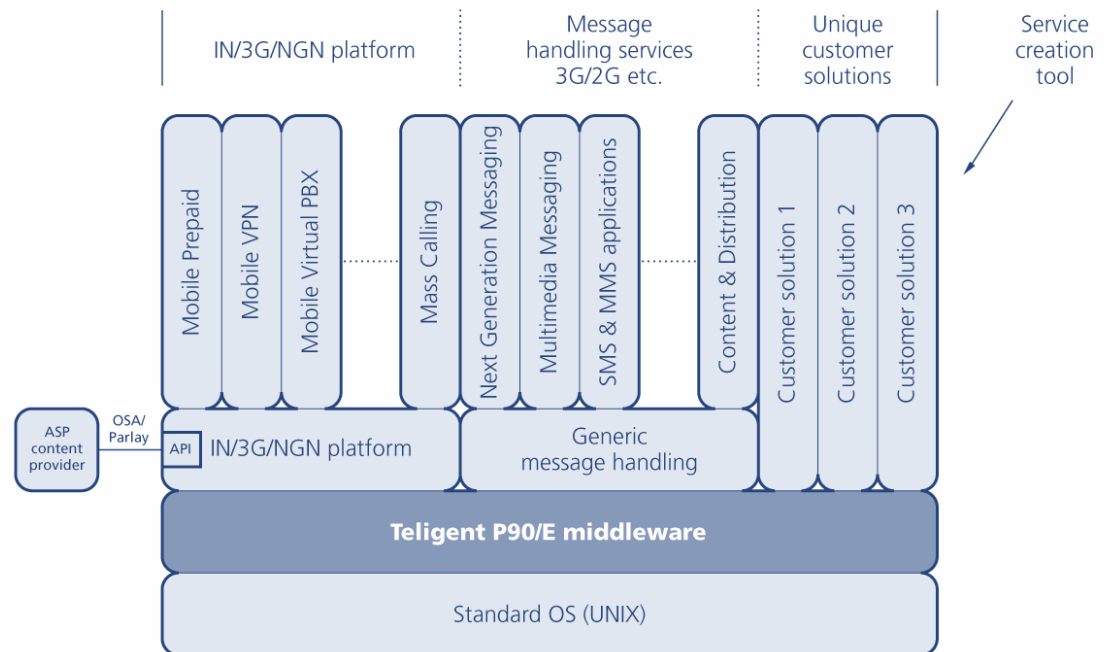 IN/3G/NGN platform
Message
handling services
3G/2G etc.
Unique
customer
solutions
Service
creation
tool
Mobile Prepaid
Mobile VPN
Mobile Virtual PBX
Mass Calling
Next Generation Messaging
Multimedia Messaging
SMS & MMS applications
Content & Distribution
Customer solution 1
Customer solution 2
Customer solution 3
ASP
content
provider
OSA/
Parlay
API
IN/3G/NGN platform
Generic
message handling
Teligent P90/E middleware
Standard OS (UNIX)